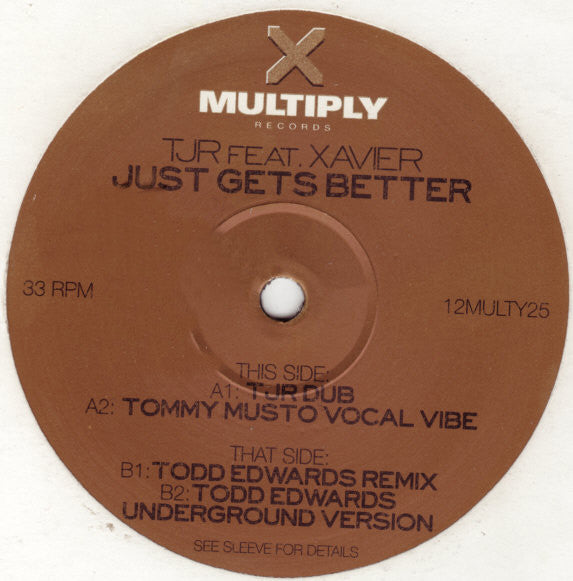 X
MULTIPLY
RECORDS
TJR FEAT. XAVIER
JUST GETS BETTER
33 RPM
12MULTY25
THIS SIDE:
A1: TJR DUB
A2: TOMMY MUSTO VOCAL VIBE
THAT SIDE:
B1: TODD EDWARDS REMIX
B2: TODD EDWARDS
UNDERGROUND VERSION
SEE SLEEVE FOR DETAILS